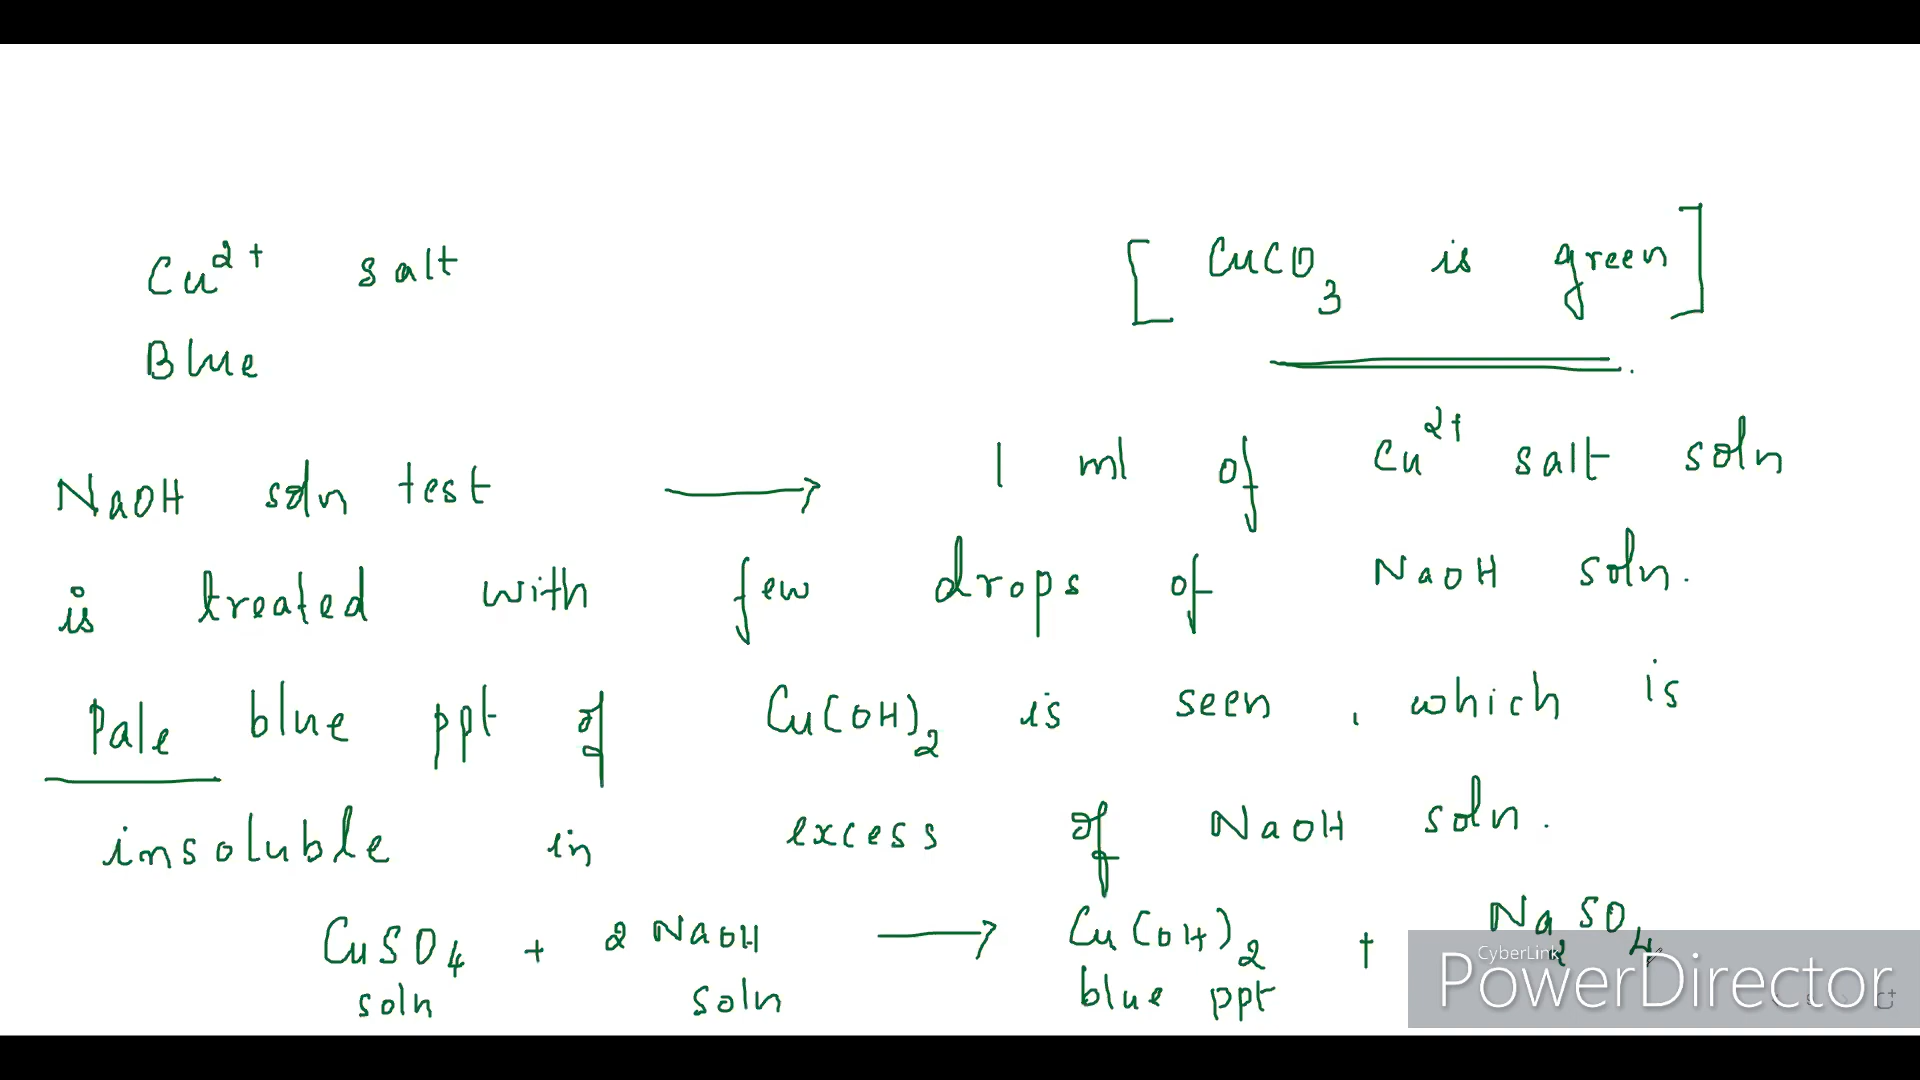 Cu²⁺ salt [ CuCO₃ is green ]
Blue
NaOH soln test → 1 ml of Cu²⁺ salt soln
is treated with few drops of NaOH soln.
Pale blue ppt of Cu(OH)₂ is seen , which is
insoluble in excess of NaOH soln.
CuSO₄ + 2 NaOH → Cu(OH)₂ + Na₂SO₄
soln soln blue ppt
CyberLink
PowerDirector